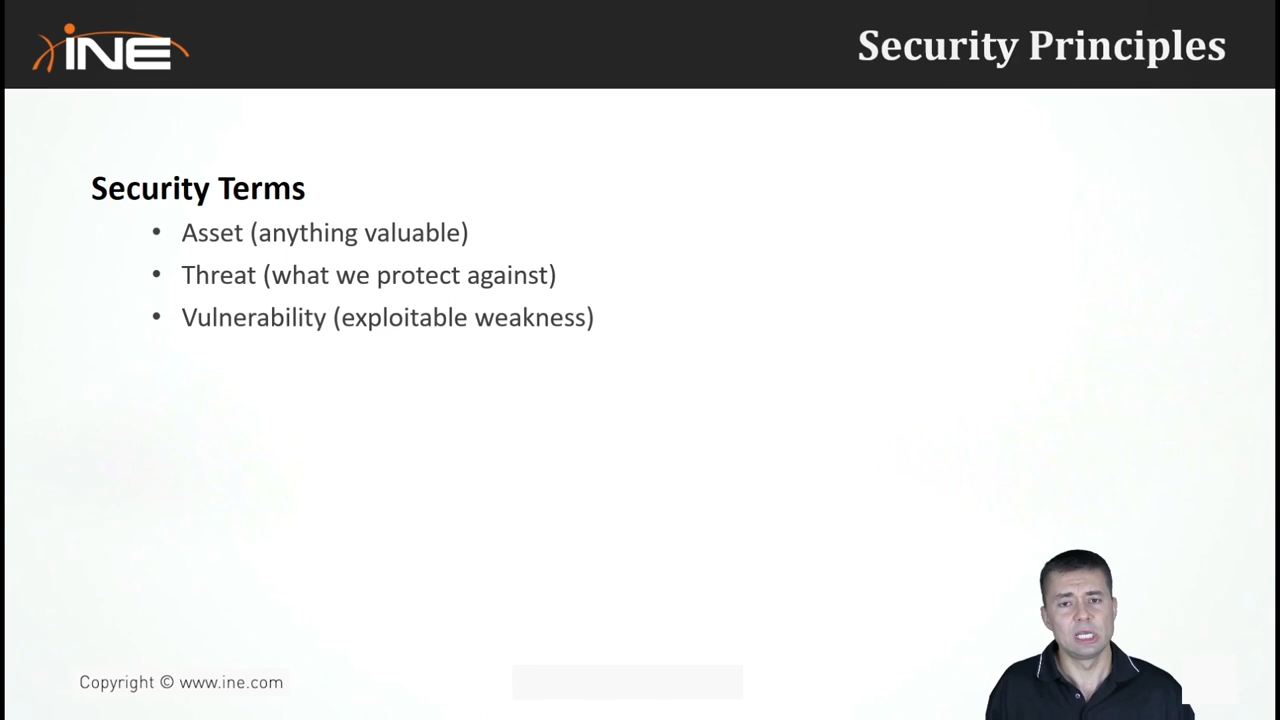 iNE
Security Principles
Security Terms
• Asset (anything valuable)
• Threat (what we protect against)
• Vulnerability (exploitable weakness)
Copyright © www.ine.com